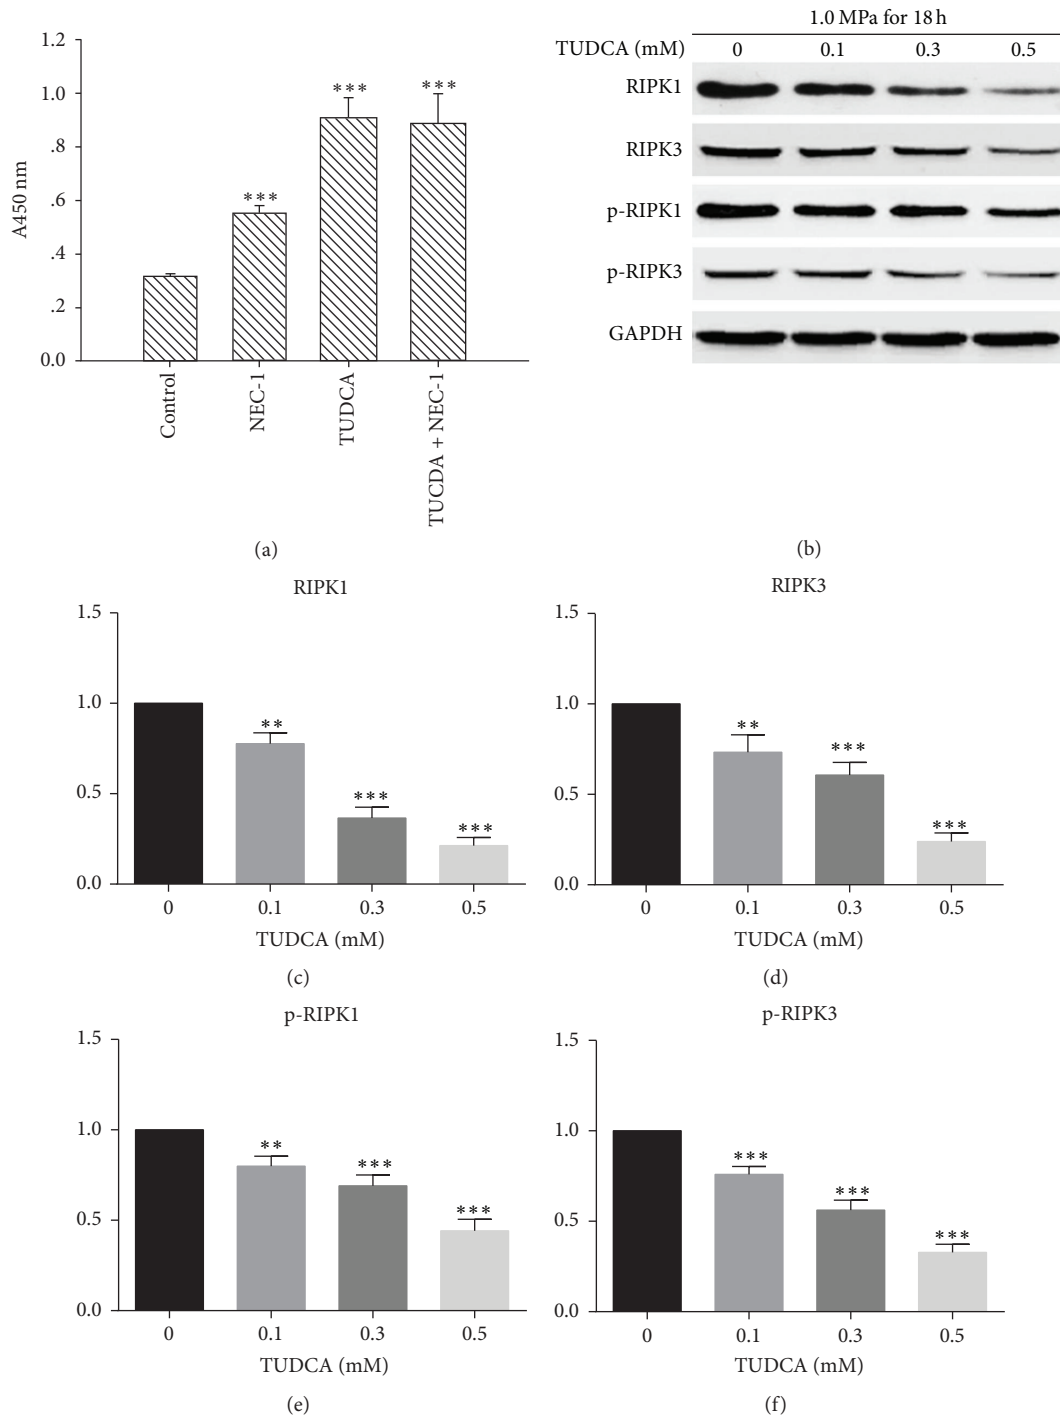 1.2
1.0
.8
.6
.4
.2
0.0
A450 nm
***
***
***
Control
NEC-1
TUDCA
TUCDA + NEC-1
(a)
1.0 MPa for 18 h
TUDCA (mM) 0 0.1 0.3 0.5
RIPK1
RIPK3
p-RIPK1
p-RIPK3
GAPDH
(b)
RIPK1
1.5
1.0
0.5
0.0
**
***
***
0 0.1 0.3 0.5
TUDCA (mM)
(c)
RIPK3
1.5
1.0
0.5
0.0
**
***
***
0 0.1 0.3 0.5
TUDCA (mM)
(d)
p-RIPK1
1.5
1.0
0.5
0.0
**
***
***
0 0.1 0.3 0.5
TUDCA (mM)
(e)
p-RIPK3
1.5
1.0
0.5
0.0
***
***
***
0 0.1 0.3 0.5
TUDCA (mM)
(f)